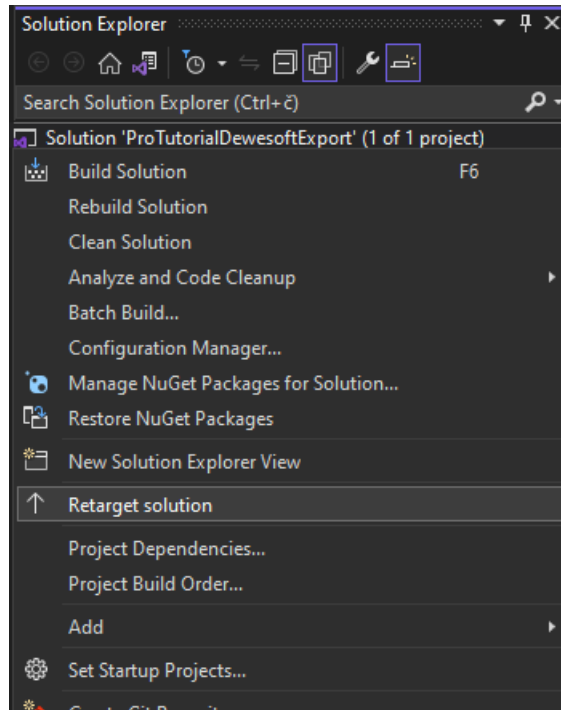 Solution Explorer
Search Solution Explorer (Ctrl+č)
Solution 'ProTutorialDewesoftExport' (1 of 1 project)
Build Solution F6
Rebuild Solution
Clean Solution
Analyze and Code Cleanup
Batch Build...
Configuration Manager...
Manage NuGet Packages for Solution...
Restore NuGet Packages
New Solution Explorer View
Retarget solution
Project Dependencies...
Project Build Order...
Add
Set Startup Projects...